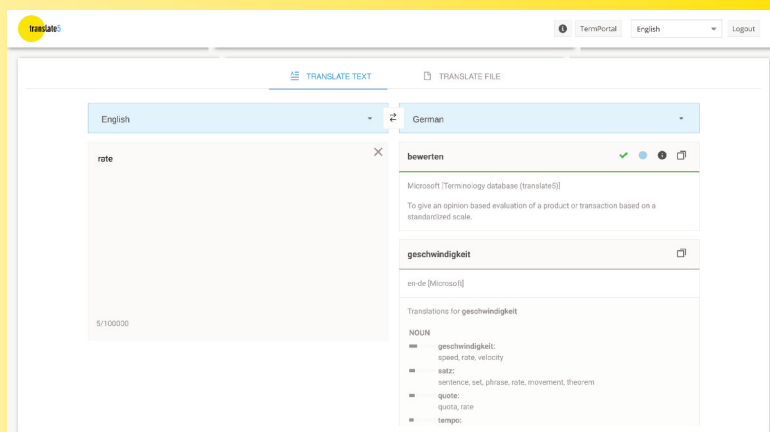 translate5
TermPortal
English
Logout
TRANSLATE TEXT
TRANSLATE FILE
English
German
rate
5/100000
bewerten
Microsoft [Terminology database (translate5)]
To give an opinion-based evaluation of a product or transaction based on a
standardized scale.
geschwindigkeit
en-de [Microsoft]
Translations for geschwindigkeit
NOUN
geschwindigkeit:
speed, rate, velocity
satz:
sentence, set, phrase, rate, movement, theorem
quote:
quota, rate
tempo: